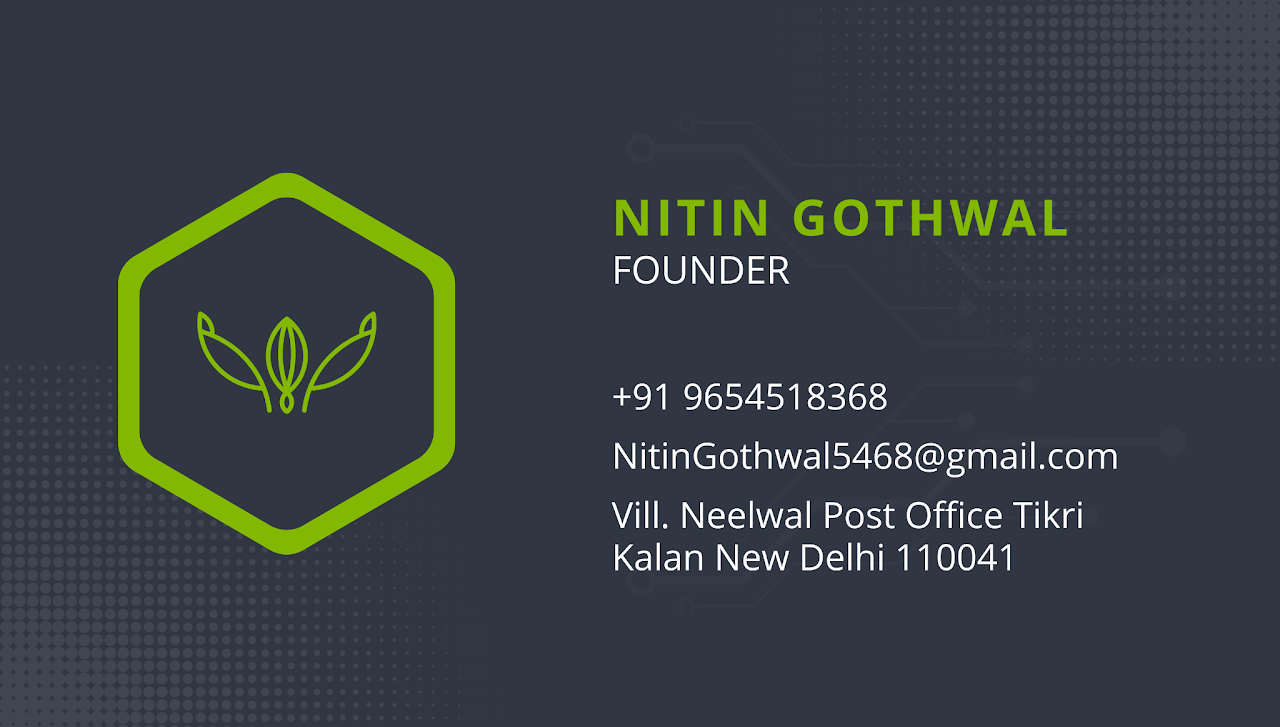 NITIN GOTHWAL
FOUNDER
+91 9654518368
NitinGothwal5468@gmail.com
Vill. Neelwal Post Office Tikri
Kalan New Delhi 110041